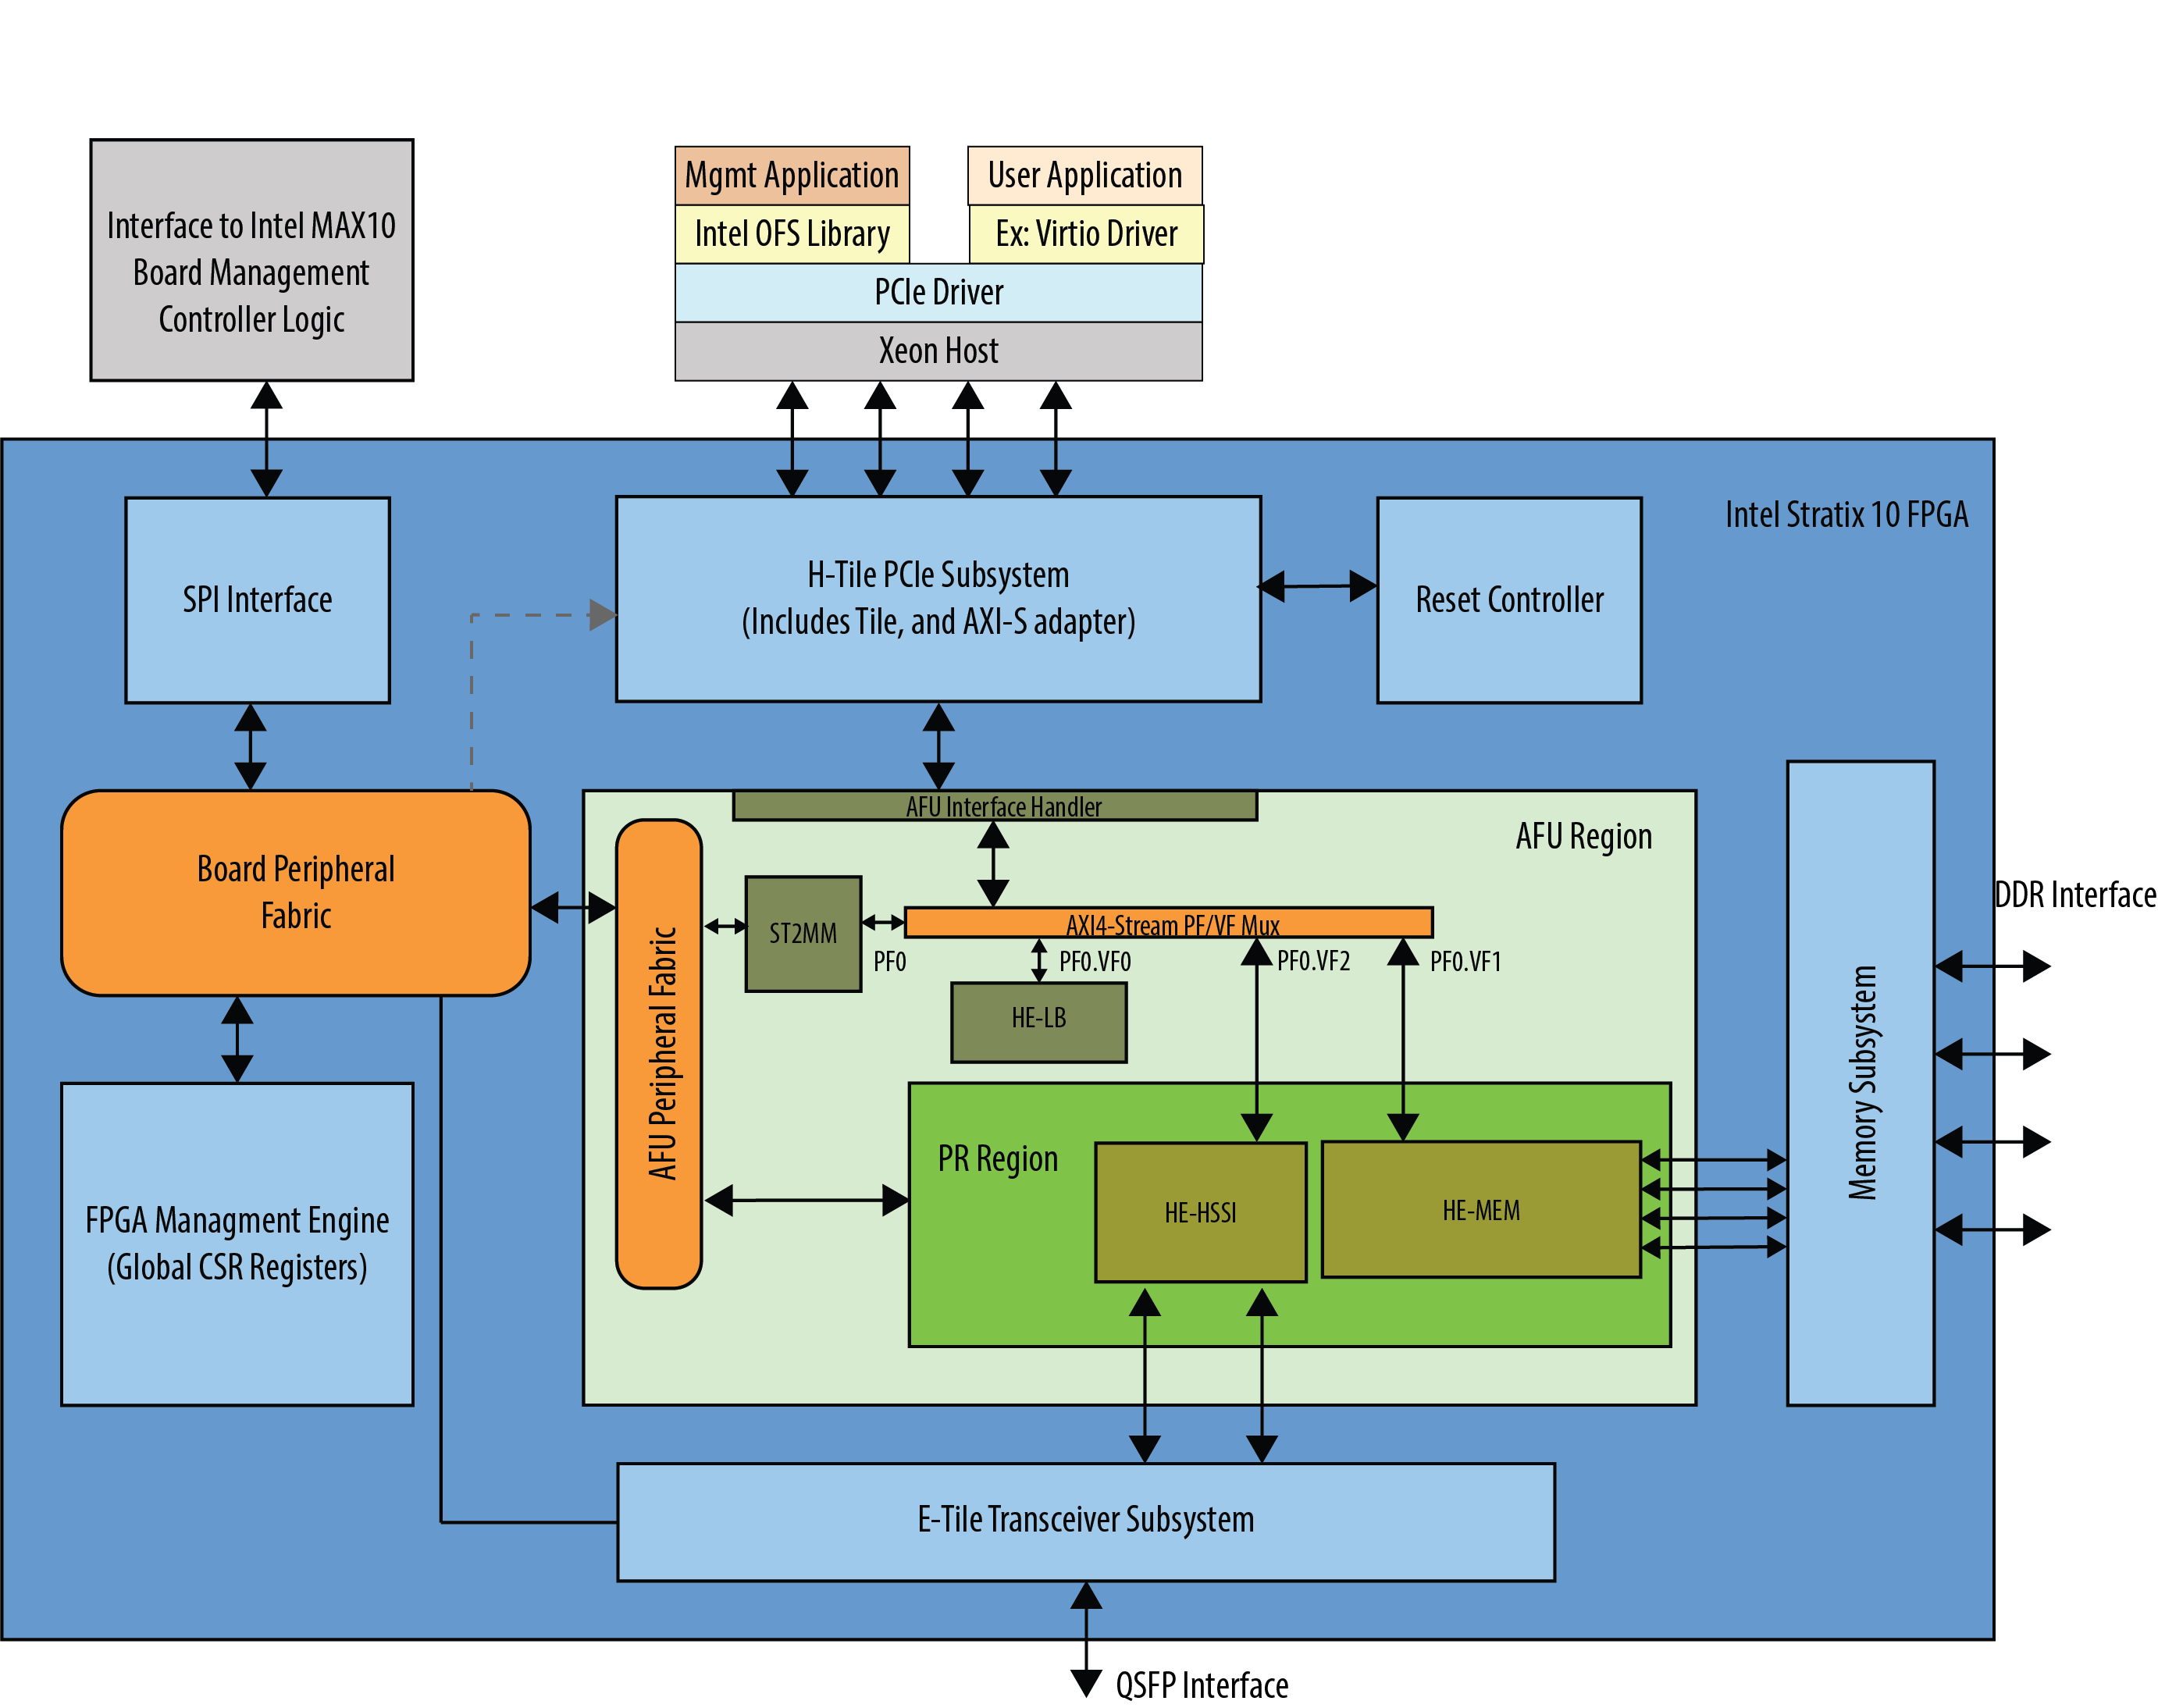 Interface to Intel MAX10
Board Management
Controller Logic
Mgmt Application
User Application
Intel OFS Library
Ex: Virtio Driver
PCIe Driver
Xeon Host
Intel Stratix 10 FPGA
SPI Interface
H-Tile PCIe Subsystem
(Includes Tile, and AXI-S adapter)
Reset Controller
Board Peripheral
Fabric
AFU Interface Handler
AFU Region
AFU Peripheral Fabric
ST2MM
AXI4-Stream PF/VF Mux
PF0
PF0.VF0
PF0.VF2
PF0.VF1
HE-LB
PR Region
HE-HSSI
HE-MEM
Memory Subsystem
DDR Interface
FPGA Managment Engine
(Global CSR Registers)
E-Tile Transceiver Subsystem
QSFP Interface